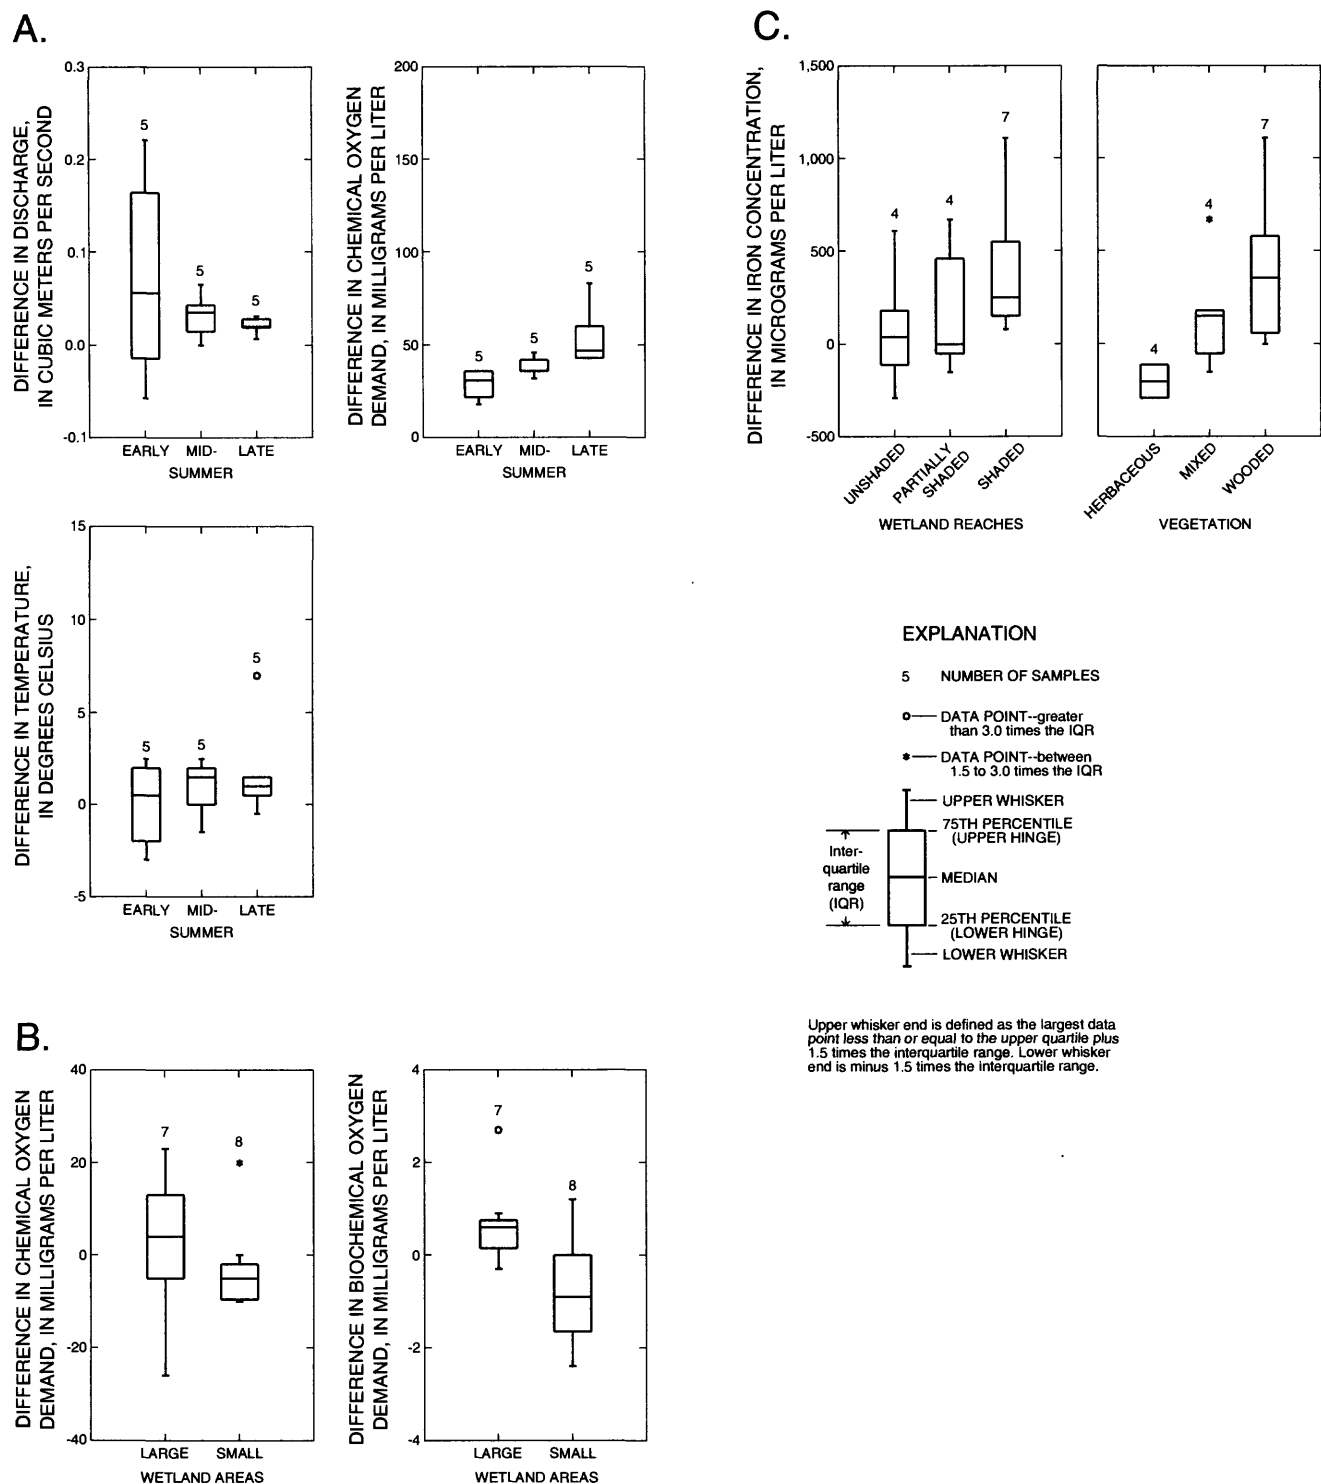 A.
DIFFERENCE IN DISCHARGE,
IN CUBIC METERS PER SECOND
0.3
0.2
0.1
0.0
-0.1
5
5
5
EARLY MID- LATE
SUMMER
DIFFERENCE IN CHEMICAL OXYGEN
DEMAND, IN MILLIGRAMS PER LITER
200
150
100
50
0
5
5
5
EARLY MID- LATE
SUMMER
DIFFERENCE IN TEMPERATURE,
IN DEGREES CELSIUS
15
10
5
0
-5
5
5
5
EARLY MID- LATE
SUMMER
B.
DIFFERENCE IN CHEMICAL OXYGEN
DEMAND, IN MILLIGRAMS PER LITER
40
20
0
-20
-40
7
8
LARGE SMALL
WETLAND AREAS
DIFFERENCE IN BIOCHEMICAL OXYGEN
DEMAND, IN MILLIGRAMS PER LITER
4
2
0
-2
-4
7
8
LARGE SMALL
WETLAND AREAS
C.
DIFFERENCE IN IRON CONCENTRATION,
IN MICROGRAMS PER LITER
1,500
1,000
500
0
-500
4
4
7
UNSHADED
PARTIALLY
SHADED
SHADED
WETLAND REACHES
4
4
7
HERBACEOUS
MIXED
WOODED
VEGETATION
EXPLANATION
5 NUMBER OF SAMPLES
DATA POINT--greater
than 3.0 times the IQR
DATA POINT--between
1.5 to 3.0 times the IQR
UPPER WHISKER
75TH PERCENTILE
(UPPER HINGE)
Inter-
quartile
range
(IQR)
MEDIAN
25TH PERCENTILE
(LOWER HINGE)
LOWER WHISKER
Upper whisker end is defined as the largest data
point less than or equal to the upper quartile plus
1.5 times the interquartile range. Lower whisker
end is minus 1.5 times the interquartile range.